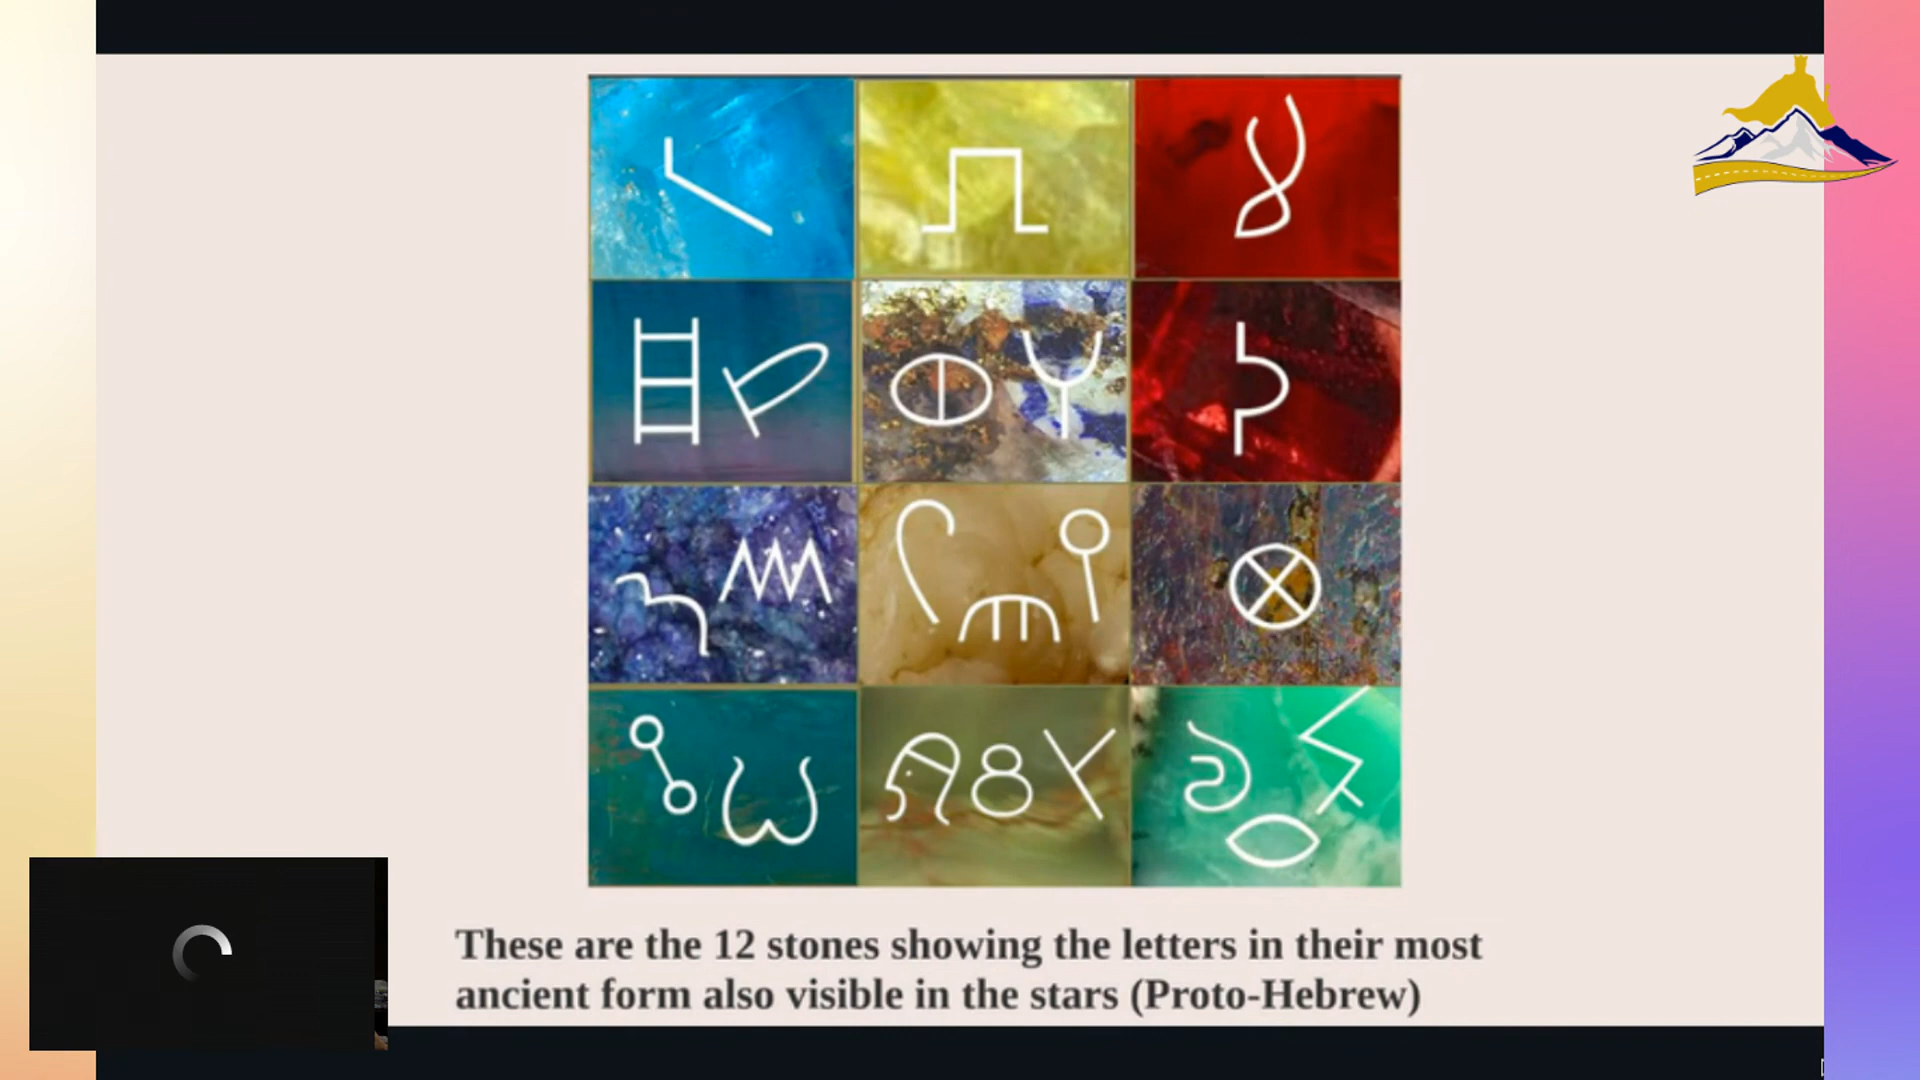 These are the 12 stones showing the letters in their most
ancient form also visible in the stars (Proto-Hebrew)